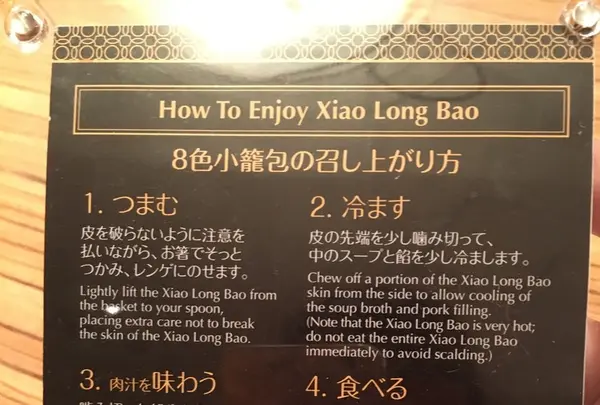 How To Enjoy Xiao Long Bao
8色小籠包の召し上がり方
1. つまむ
皮を破らないように注意を
払いながら、お箸でそっと
つかみ、レンゲにのせます。
Lightly lift the Xiao Long Bao from
the basket to your spoon,
placing extra care not to break
the skin of the Xiao Long Bao.
2. 冷ます
皮の先端を少し噛み切って、
中のスープと餡を少し冷まします。
Chew off a portion of the Xiao Long Bao
skin from the side to allow cooling of
the soup broth and pork filling.
(Note that the Xiao Long Bao is very hot;
do not eat the entire Xiao Long Bao
immediately to avoid scalding.)
3. 肉汁を味わう
4. 食べる